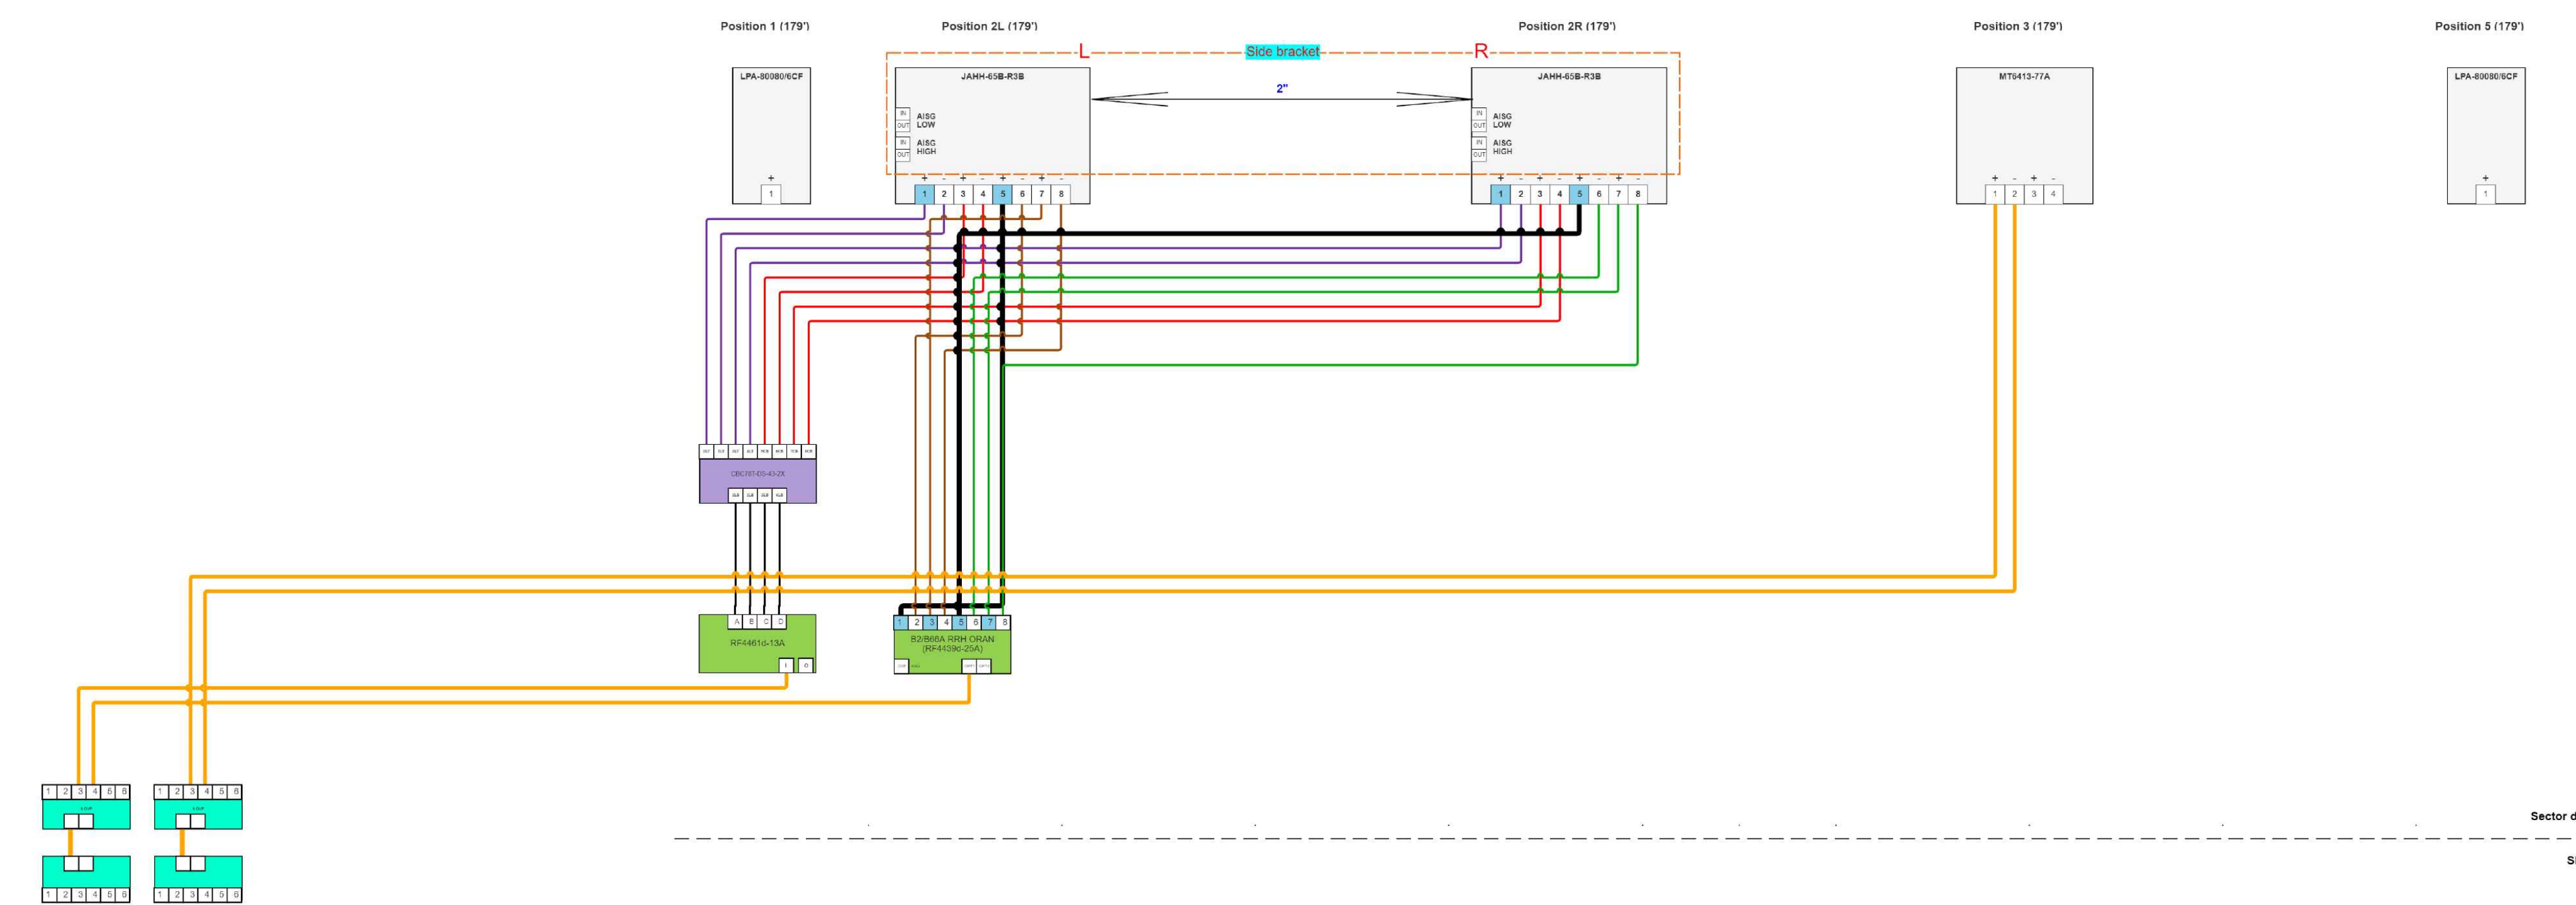 Position 1 (179')
Position 2L (179')
Position 2R (179')
Position 3 (179')
Position 5 (179')
L
Side bracket
R
LPA-80080/6CF
JAHH-65B-R3B
JAHH-65B-R3B
MT6413-77A
LPA-80080/6CF
2"
IN
OUT
AISG
LOW
IN
OUT
AISG
HIGH
IN
OUT
AISG
LOW
IN
OUT
AISG
HIGH
+
+ - + - + - + -
+ - + - + - + -
+ - + -
+
1
1 2 3 4 5 6 7 8
1 2 3 4 5 6 7 8
1 2 3 4
1
CBC78T-DS-43-2X
A B C D
RF4461d-13A
I O
1 2 3 4 5 6 7 8
B2/B66A RRH ORAN
(RF4439d-25A)
1 2 3 4 5 6
1 2 3 4 5 6
Sector d
1 2 3 4 5 6
1 2 3 4 5 6